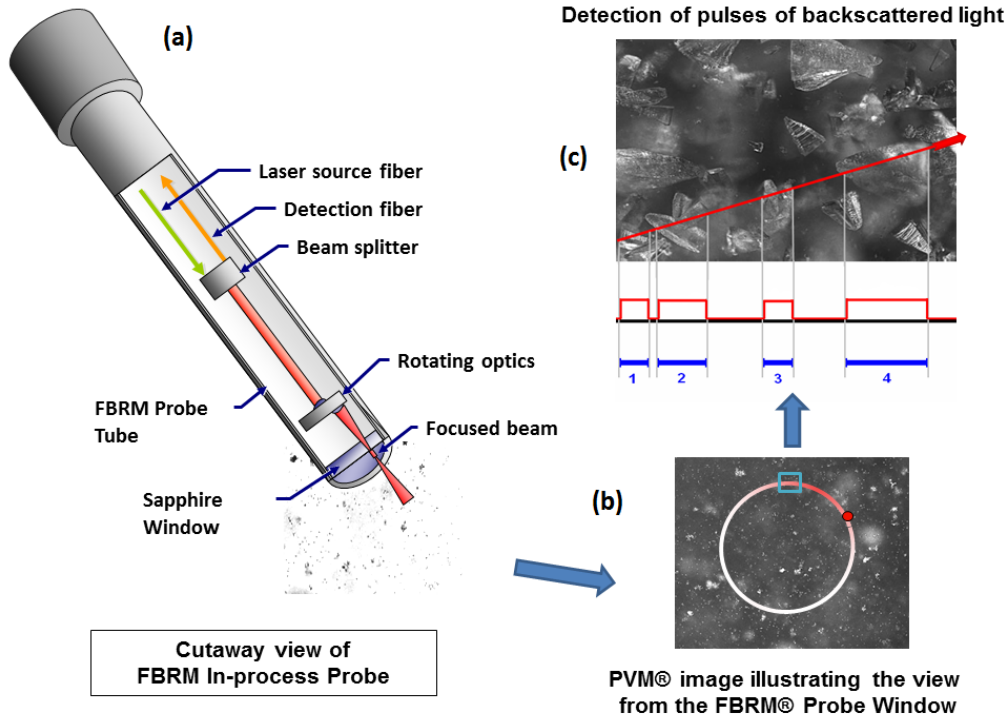 Detection of pulses of backscattered light
(a)
Laser source fiber
Detection fiber
Beam splitter
Rotating optics
FBRM Probe
Tube
Focused beam
Sapphire
Window
Cutaway view of
FBRM In-process Probe
(c)
1 2 3 4
(b)
PVM® image illustrating the view
from the FBRM® Probe Window